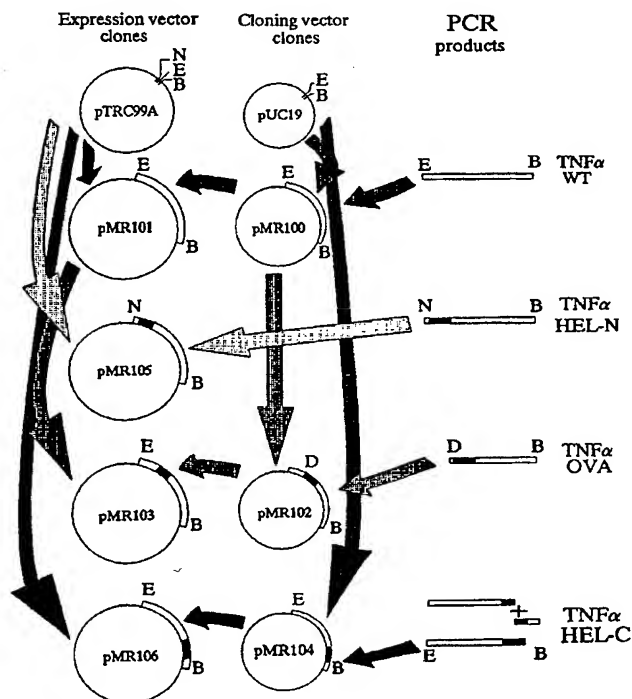 Expression vector
clones
Cloning vector
clones
PCR
products
N
E
B
pTRC99A
E
B
pUC19
E
B
pMR101
E
B
pMR100
E
B
TNFα
WT
N
B
pMR105
N
B
TNFα
HEL-N
E
B
pMR103
D
B
pMR102
D
B
TNFα
OVA
E
B
pMR106
E
B
pMR104
+
E
B
TNFα
HEL-C